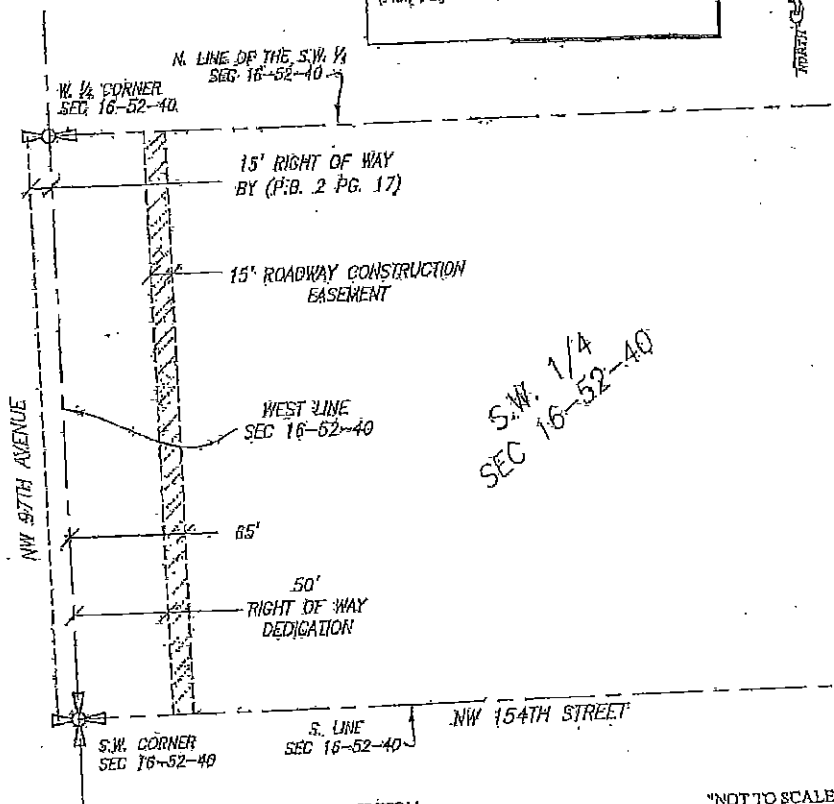 NORTH
N. LINE OF THE S.W. 1/4
SEC 16-52-40
W. 1/4 CORNER
SEC 16-52-40.
15' RIGHT OF WAY
BY (P.B. 2 PG. 17)
15' ROADWAY CONSTRUCTION
EASEMENT
S.W. 1/4
SEC 16-52-40
WEST LINE
SEC 16-52-40
NW 97TH AVENUE
65'
50'
RIGHT OF WAY
DEDICATION
NW 154TH STREET
S. LINE
SEC 16-52-40
S.W. CORNER
SEC 16-52-40
"NOT TO SCALE